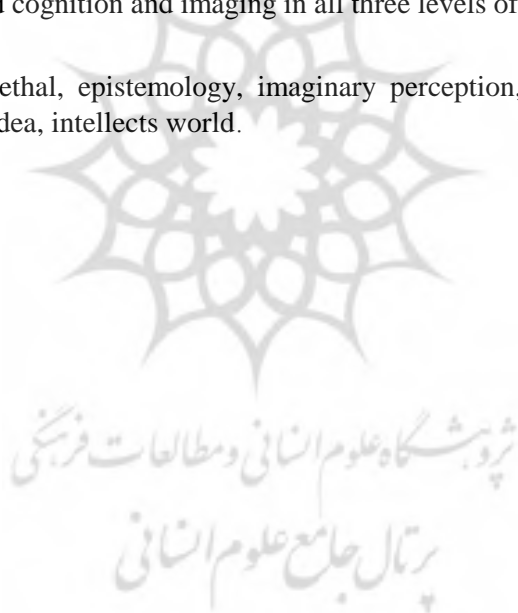 d cognition and imaging in all three levels of
ethal, epistemology, imaginary perception,
dea, intellects world.
پژوهشگاه علوم انسانی و مطالعات فرهنگی
پرتال جامع علوم انسانی